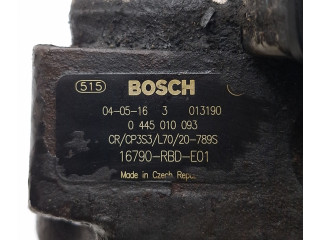 515 BOSCH
04-05-16 3 013190
0 445 010 093
CR/CP3S3/L70/20-789S
16790-RBD-E01
Made in Czech Repu